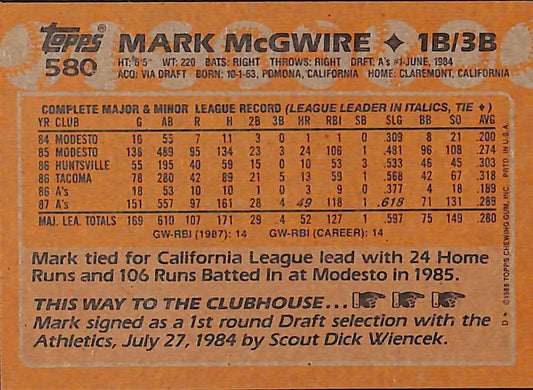 Topps MARK McGWIRE ✦ 1B/3B
580 HT: 6'5" WT: 220 BATS: RIGHT THROWS: RIGHT DRFT: A's #1-JUNE, 1984
ACQ: VIA DRAFT BORN: 10-1-63, POMONA, CALIFORNIA HOME: CLAREMONT, CALIFORNIA
COMPLETE MAJOR & MINOR LEAGUE RECORD (LEAGUE LEADER IN ITALICS, TIE ♦)
YR CLUB G AB R H 2B 3B HR RBI SB SLG BB SO AVG
84 MODESTO 16 55 7 11 3 0 1 1 0 .309 8 21 .200
85 MODESTO 138 489 95 134 23 3 24 106 1 .481 96 108 .274
86 HUNTSVILLE 55 195 40 59 15 0 10 53 3 .533 46 45 .303
86 TACOMA 78 280 42 89 21 5 13 59 1 .568 42 67 .318
86 A's 18 53 10 10 1 0 3 9 0 .377 4 18 .189
87 A's 151 557 97 161 28 4 49 118 1 .618 71 131 .289
MAJ. LEA. TOTALS 169 610 107 171 29 4 52 127 1 .597 75 149 .280
GW-RBI (1987): 14 GW-RBI (CAREER): 14
Mark tied for California League lead with 24 Home
Runs and 106 Runs Batted In at Modesto in 1985.
THIS WAY TO THE CLUBHOUSE...
Mark signed as a 1st round Draft selection with the
Athletics, July 27, 1984 by Scout Dick Wiencek.
D* ©1988 TOPPS CHEWING GUM, INC. PRTD. IN U.S.A.